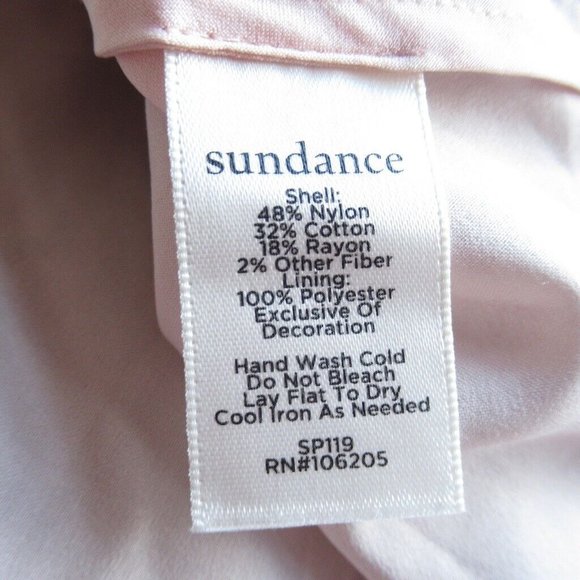 sundance
Shell:
48% Nylon
32% Cotton
18% Rayon
2% Other Fiber
Lining:
100% Polyester
Exclusive Of
Decoration
Hand Wash Cold
Do Not Bleach
Lay Flat To Dry
Cool Iron As Needed
SP119
RN#106205